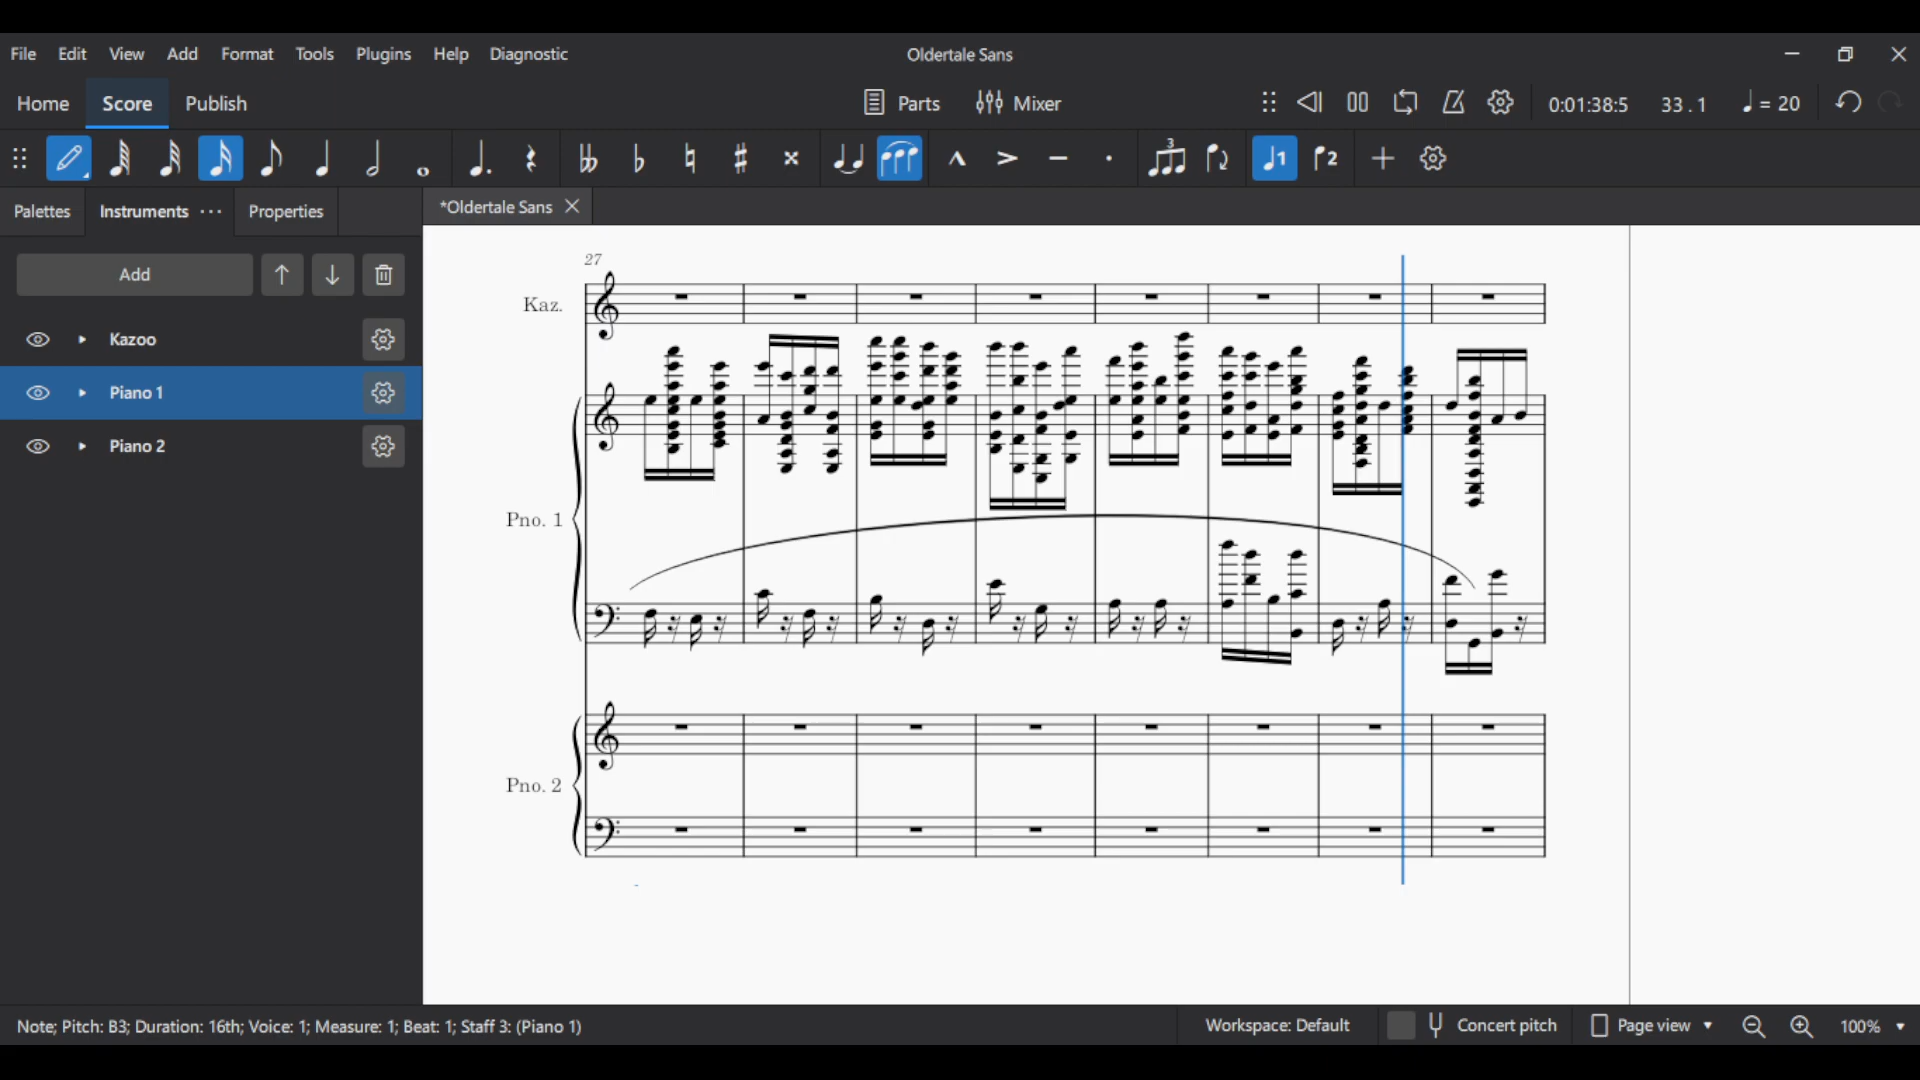 File Edit View Add Format Tools Plugins Help Diagnostic
Oldertale Sans
Home Score Publish
Parts Mixer
0:01:38:5 33 . 1 = 20
3
1 2
Palettes Instruments Properties
*Oldertale Sans
Add
Kazoo
Piano 1
Piano 2
27
Kaz.
Pno. 1
Pno. 2
Note; Pitch: B3; Duration: 16th; Voice: 1; Measure: 1; Beat: 1; Staff 3: (Piano 1)
Workspace: Default
Concert pitch
Page view
100%